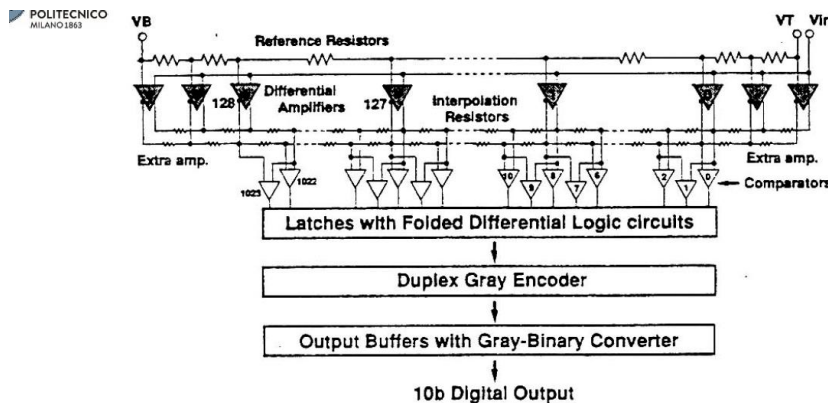 POLITECNICO
MILANO 1863
VB
VT
Vin
Reference Resistors
128
Differential
Amplifiers
127
Interpolation
Resistors
0
Extra amp.
Extra amp.
1023
1022
10
9
8
7
6
2
1
0
Comparators
Latches with Folded Differential Logic circuits
Duplex Gray Encoder
Output Buffers with Gray-Binary Converter
10b Digital Output